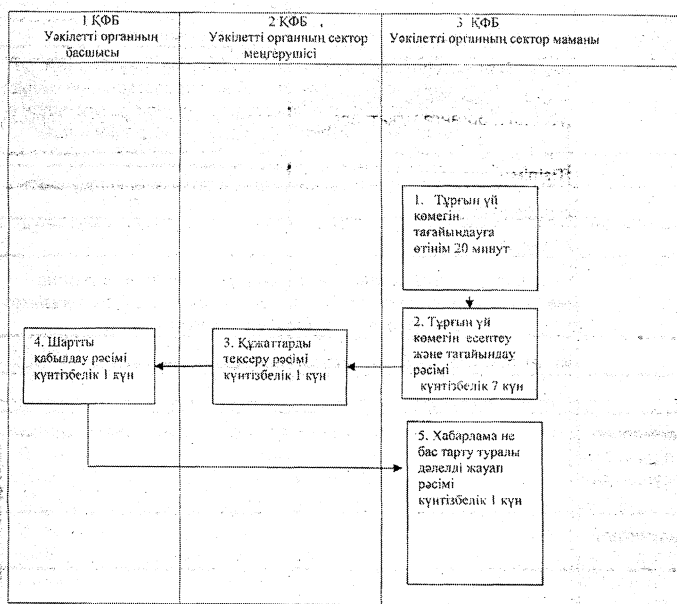 1 ҚФБ
Уәкілетті органның
басшысы
2 ҚФБ
Уәкілетті органның сектор
меңгерушісі
3 ҚФБ
Уәкілетті органның сектор маманы
1. Тұрғын үй
көмегін
тағайындауға
өтінім 20 минут
2. Тұрғын үй
көмегін есептеу
және тағайындау
рәсімі
күнтізбелік 7 күн
3. Құжаттарды
тексеру рәсімі
күнтізбелік 1 күн
4. Шартты
қабылдау рәсімі
күнтізбелік 1 күн
5. Хабарлама не
бас тарту туралы
дәлелді жауап
рәсімі
күнтізбелік 1 күн